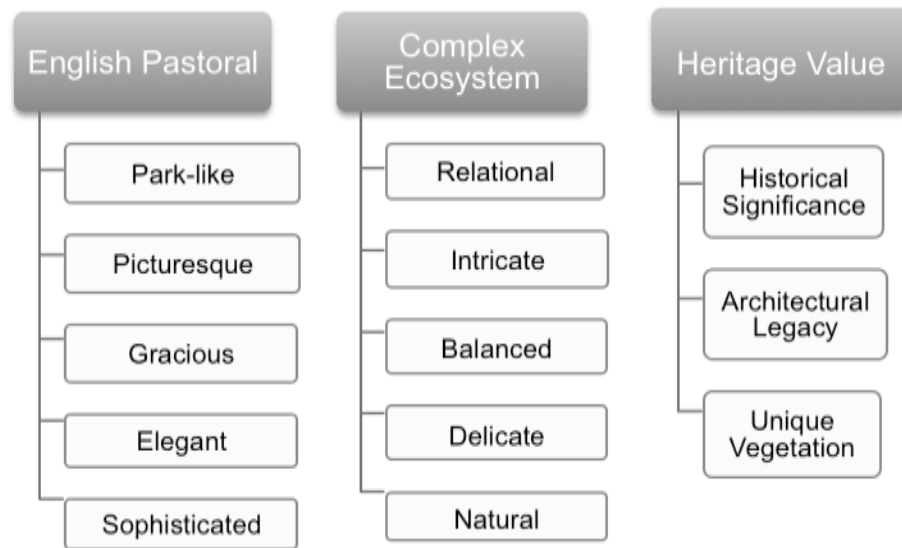 English Pastoral
Park-like
Picturesque
Gracious
Elegant
Sophisticated
Complex
Ecosystem
Relational
Intricate
Balanced
Delicate
Natural
Heritage Value
Historical
Significance
Architectural
Legacy
Unique
Vegetation